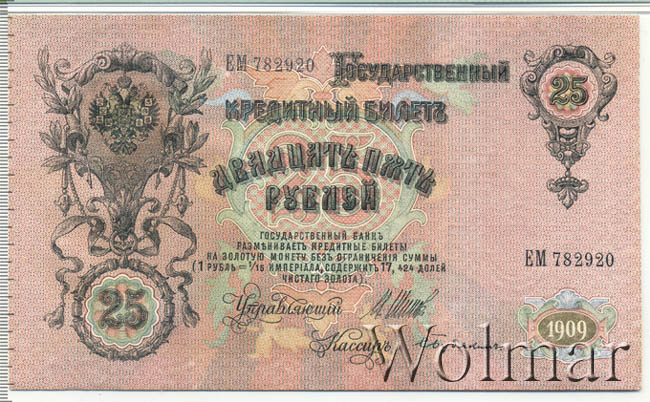 ЕМ 782920 Государственный
Кредитный Билетъ
25
Двадцать пять
рублей
Государственный банкъ
размѣниваетъ кредитные билеты
на золотую монету безъ ограниченія суммы
(1 рубль = 1/15 имперіала, содержитъ 17,424 долей
чистаго золота).
ЕМ 782920
25
Управляющій
Кассиръ
1909
Wolmar